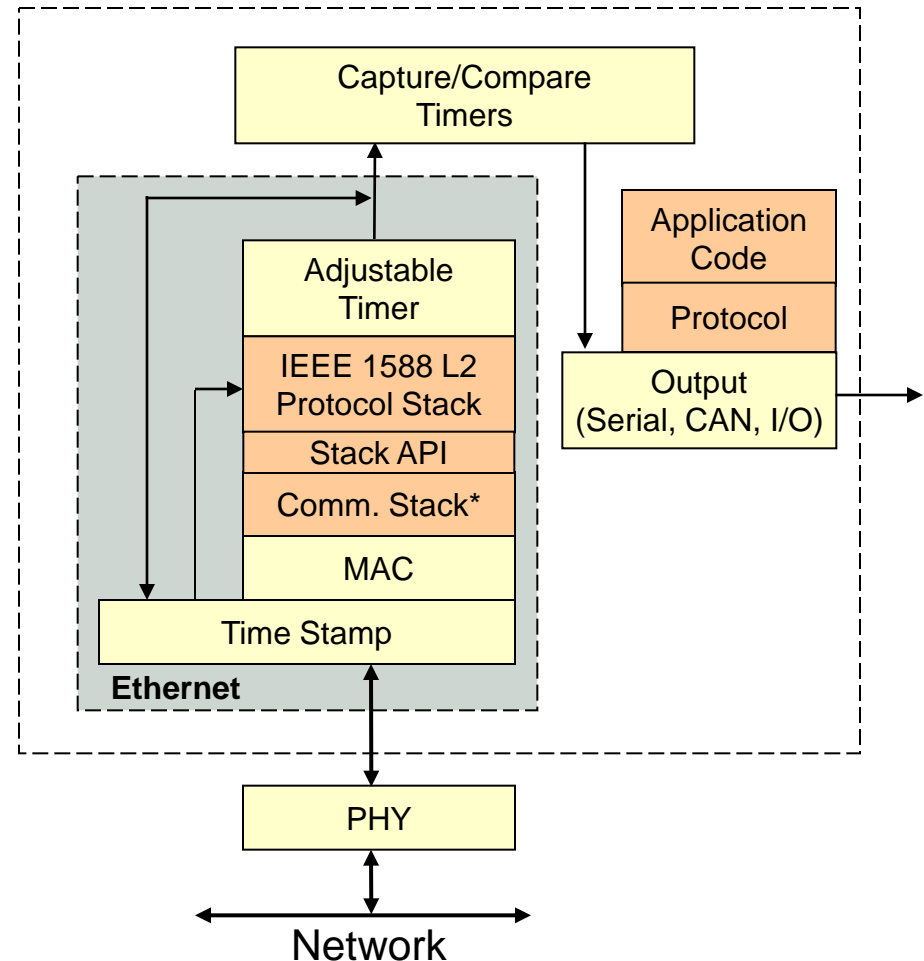 Capture/Compare
Timers
Application
Code
Adjustable
Timer
Protocol
IEEE 1588 L2
Protocol Stack
Output
(Serial, CAN, I/O)
Stack API
Comm. Stack*
MAC
Time Stamp
Ethernet
PHY
Network